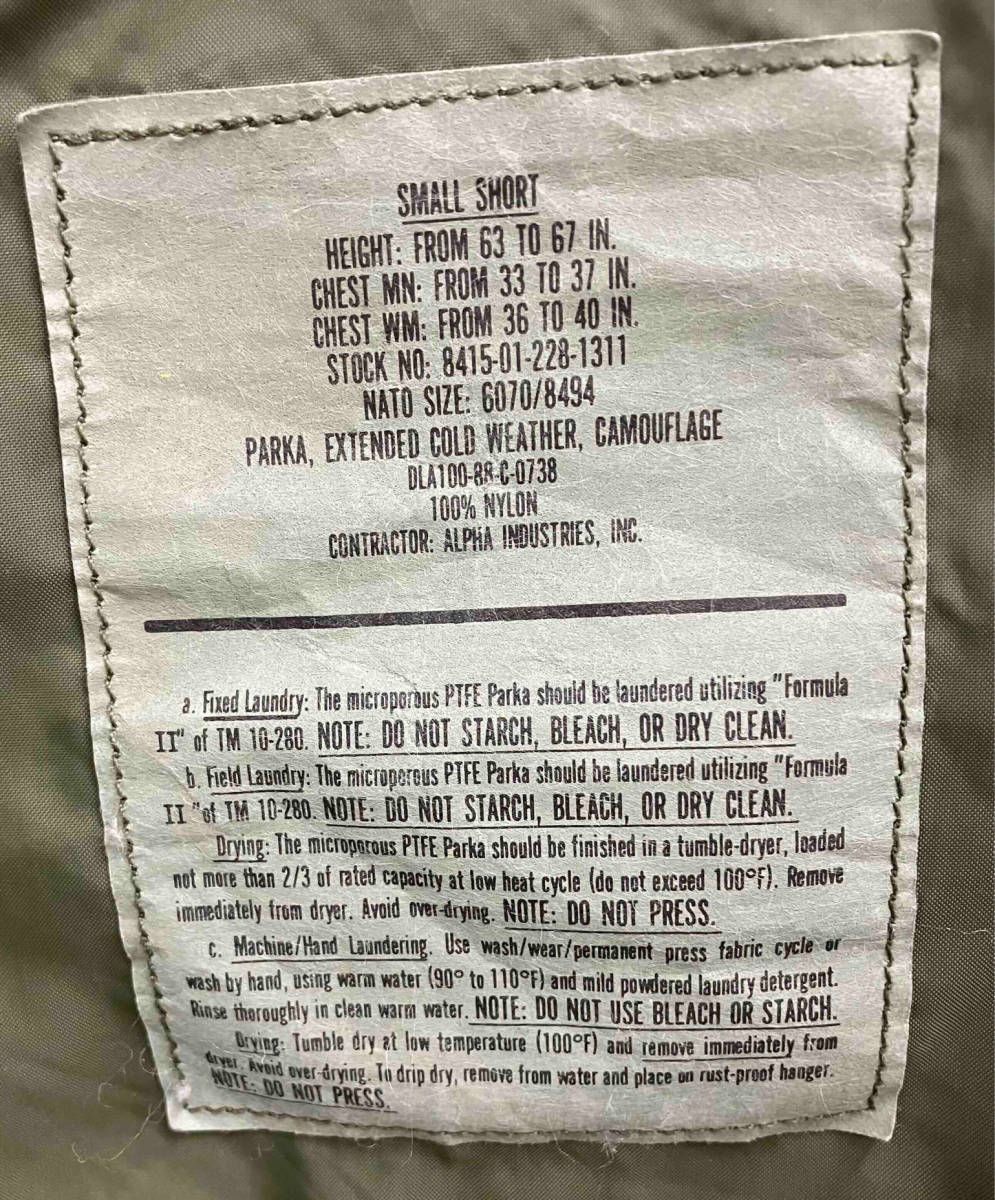 SMALL SHORT
HEIGHT: FROM 63 TO 67 IN.
CHEST MN: FROM 33 TO 37 IN.
CHEST WM: FROM 36 TO 40 IN.
STOCK NO: 8415-01-228-1311
NATO SIZE: 6070/8494
PARKA, EXTENDED COLD WEATHER, CAMOUFLAGE
DLA100-88-C-0738
100% NYLON
CONTRACTOR: ALPHA INDUSTRIES, INC.
a. Fixed Laundry: The microporous PTFE Parka should be laundered utilizing "Formula
II" of TM 10-280. NOTE: DO NOT STARCH, BLEACH, OR DRY CLEAN.
b. Field Laundry: The microporous PTFE Parka should be laundered utilizing "Formula
II "of TM 10-280. NOTE: DO NOT STARCH, BLEACH, OR DRY CLEAN.
Drying: The microporous PTFE Parka should be finished in a tumble-dryer, loaded
not more than 2/3 of rated capacity at low heat cycle (do not exceed 100°F). Remove
immediately from dryer. Avoid over-drying. NOTE: DO NOT PRESS.
c. Machine/Hand Laundering. Use wash/wear/permanent press fabric cycle or
wash by hand, using warm water (90° to 110°F) and mild powdered laundry detergent.
Rinse thoroughly in clean warm water. NOTE: DO NOT USE BLEACH OR STARCH.
Drying: Tumble dry at low temperature (100°F) and remove immediately from
dryer. Avoid over-drying. To drip dry, remove from water and place on rust-proof hanger.
NOTE: DO NOT PRESS.